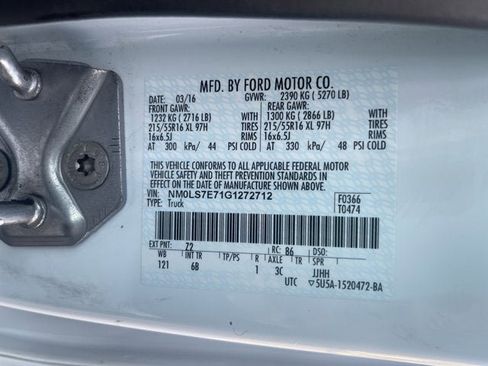 MFD. BY FORD MOTOR CO.
DATE: 03/16 GVWR: 2390 KG ( 5270 LB)
FRONT GAWR: REAR GAWR:
1232 KG ( 2716 LB) WITH 1300 KG ( 2866 LB) WITH
215/55R16 XL 97H TIRES 215/55R16 XL 97H TIRES
16x6.5J RIMS 16x6.5J RIMS
AT 300 kPa/ 44 PSI COLD AT 330 kPa/ 48 PSI COLD
THIS VEHICLE CONFORMS TO ALL APPLICABLE FEDERAL MOTOR
VEHICLE SAFETY AND THEFT PREVENTION STANDARDS IN
EFFECT ON THE DATE OF MANUFACTURE SHOWN ABOVE.
VIN: NM0LS7E71G1272712 F0366
TYPE: Truck T0474
EXT PNT: 72 RC: 86 DSO:
WB INT TR TP/PS R AXLE TR SPR
121 6B 1 3C JJHH
UTC 5U5A-1520472-BA